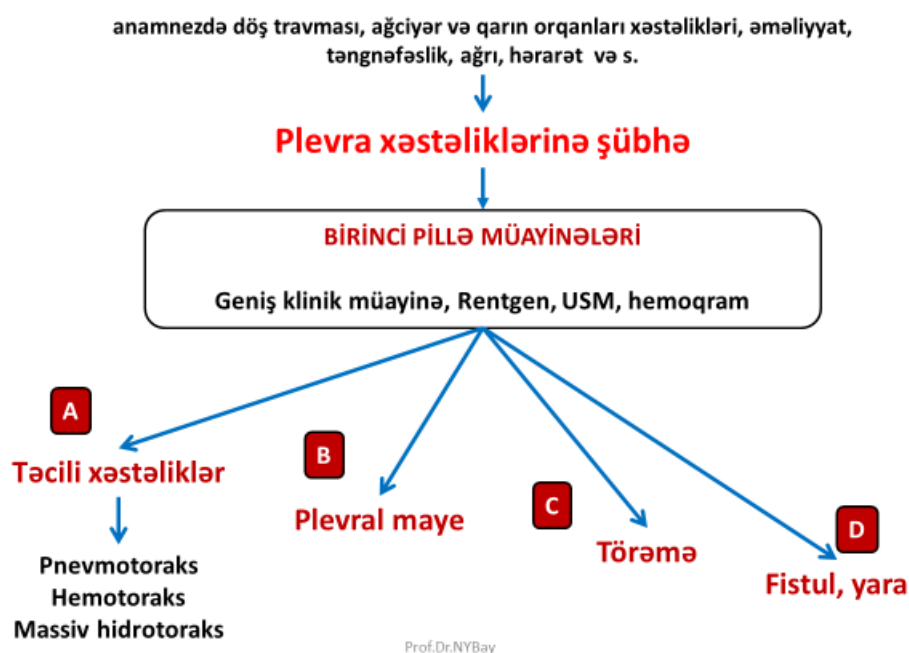 anamnezdə döş travması, ağciyər və qarın orqanları xəstəlikləri, əməliyyat,
təngnəfəslik, ağrı, hərarət və s.
Plevra xəstəliklərinə şübhə
BİRİNCİ PİLLƏ MÜAYİNƏLƏRİ
Geniş klinik müayinə, Rentgen, USM, hemoqram
A
Təcili xəstəliklər
Pnevmotoraks
Hemotoraks
Massiv hidrotoraks
B
Plevral maye
C
Törəmə
D
Fistul, yara
Prof.Dr.NYBay